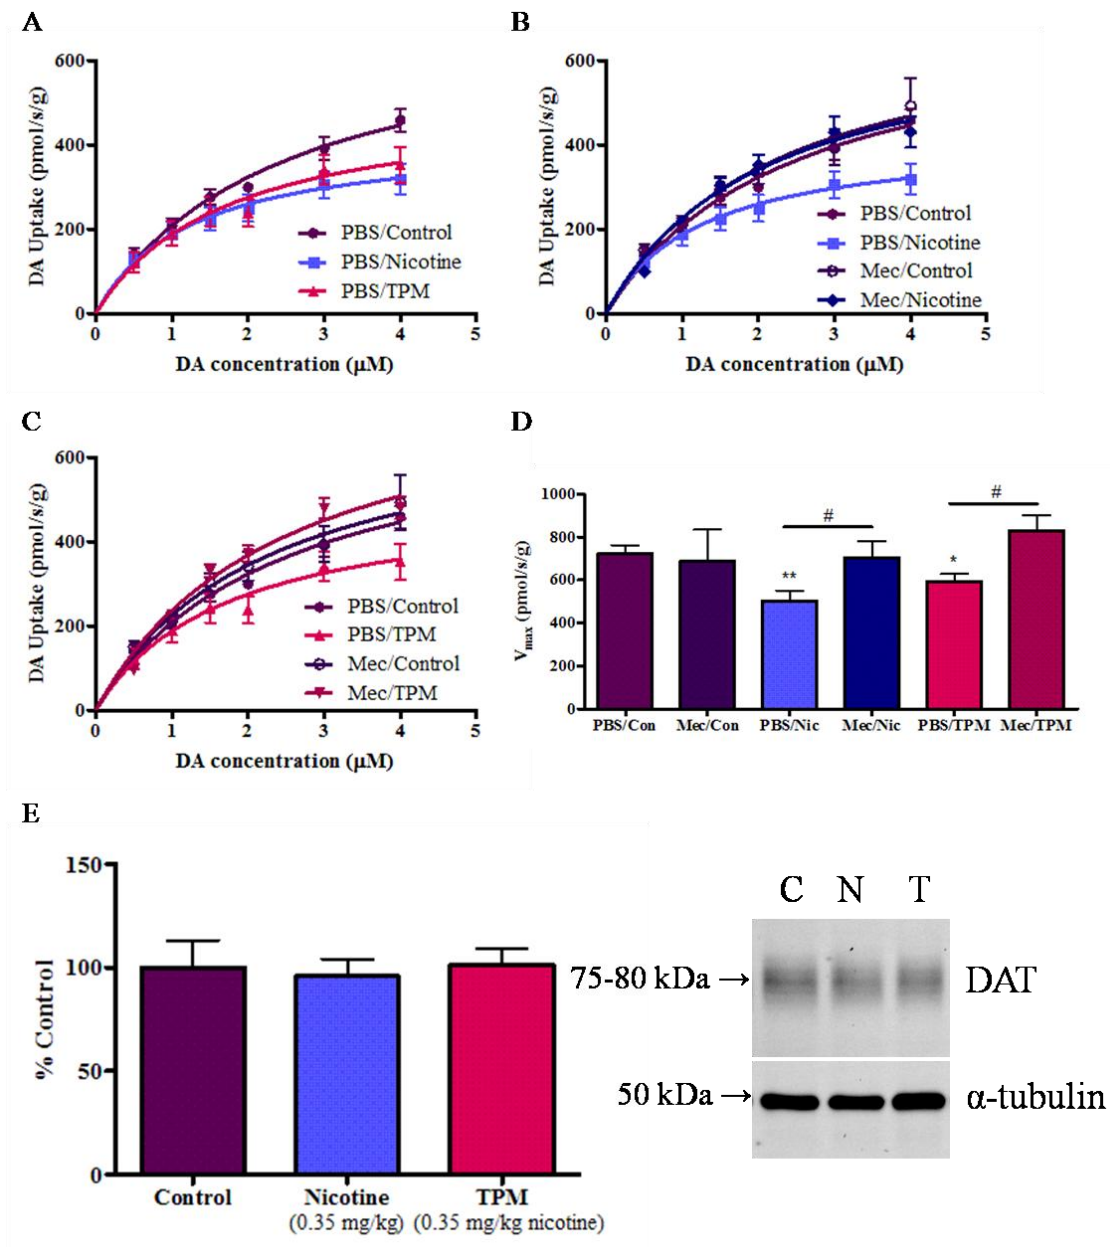 A
600
400
200
0
0 1 2 3 4 5
DA Uptake (pmol/s/g)
DA concentration (μM)
PBS/Control
PBS/Nicotine
PBS/TPM
B
600
400
200
0
0 1 2 3 4 5
DA Uptake (pmol/s/g)
DA concentration (μM)
PBS/Control
PBS/Nicotine
Mec/Control
Mec/Nicotine
C
600
400
200
0
0 1 2 3 4 5
DA Uptake (pmol/s/g)
DA concentration (μM)
PBS/Control
PBS/TPM
Mec/Control
Mec/TPM
D
1000
800
600
400
200
0
Vmax (pmol/s/g)
#
#
**
*
PBS/Con Mec/Con PBS/Nic Mec/Nic PBS/TPM Mec/TPM
E
150
100
50
0
% Control
Control Nicotine TPM
(0.35 mg/kg) (0.35 mg/kg nicotine)
C N T
75-80 kDa → DAT
50 kDa → α-tubulin